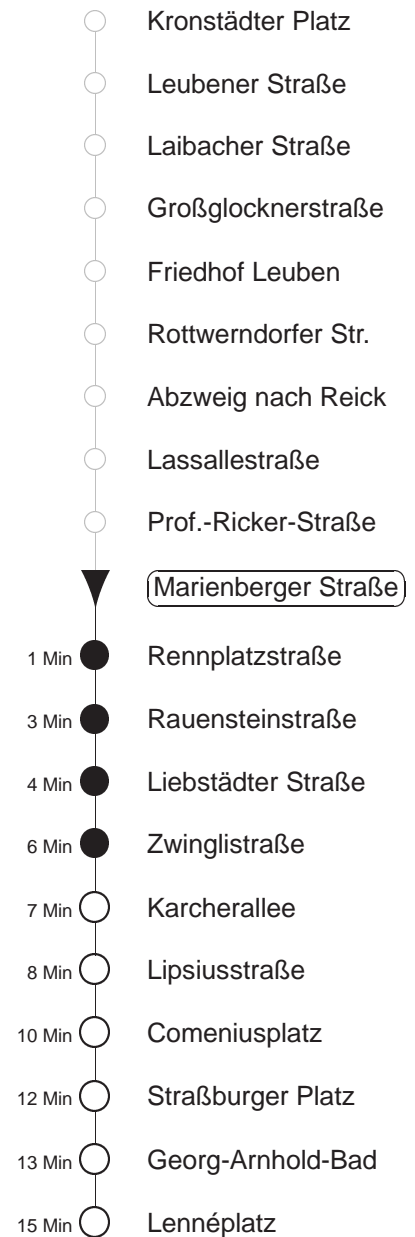 Kronstädter Platz
Leubener Straße
Laibacher Straße
Großglocknerstraße
Friedhof Leuben
Rottwerndorfer Str.
Abzweig nach Reick
Lassallestraße
Prof.-Ricker-Straße
Marienberger Straße
1 Min Rennplatzstraße
3 Min Rauensteinstraße
4 Min Liebstädter Straße
6 Min Zwinglistraße
7 Min Karcherallee
8 Min Lipsiusstraße
10 Min Comeniusplatz
12 Min Straßburger Platz
13 Min Georg-Arnhold-Bad
15 Min Lennéplatz